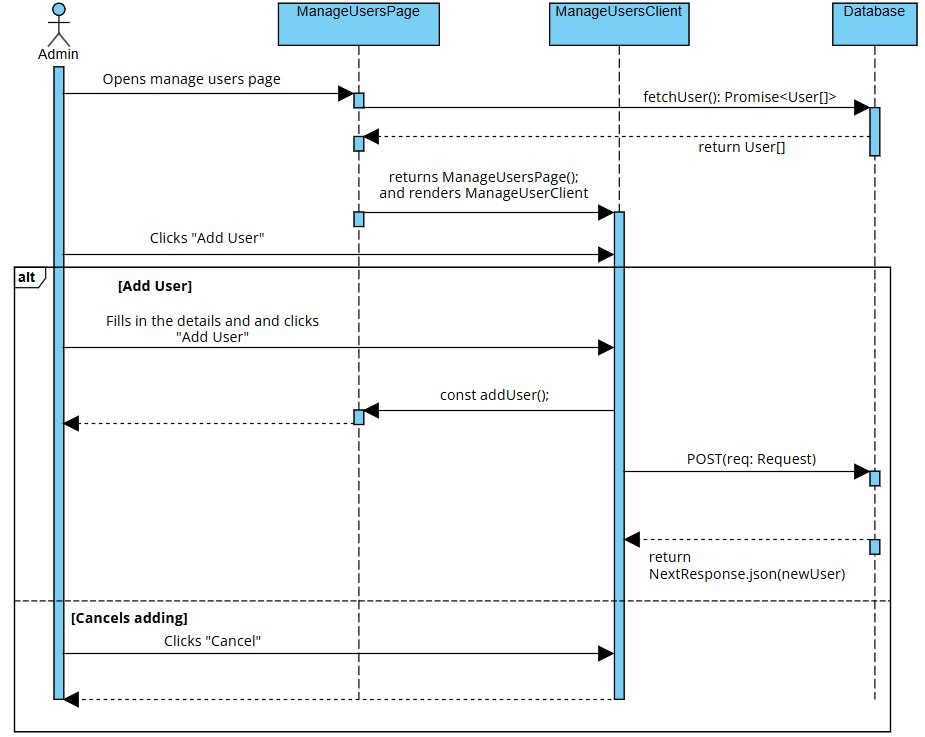 ManageUsersPage
ManageUsersClient
Database
Admin
Opens manage users page
fetchUser(): Promise<User[]>
return User[]
returns ManageUsersPage();
and renders ManageUserClient
Clicks "Add User"
alt
[Add User]
Fills in the details and and clicks
"Add User"
const addUser();
POST(req: Request)
return
NextResponse.json(newUser)
[Cancels adding]
Clicks "Cancel"